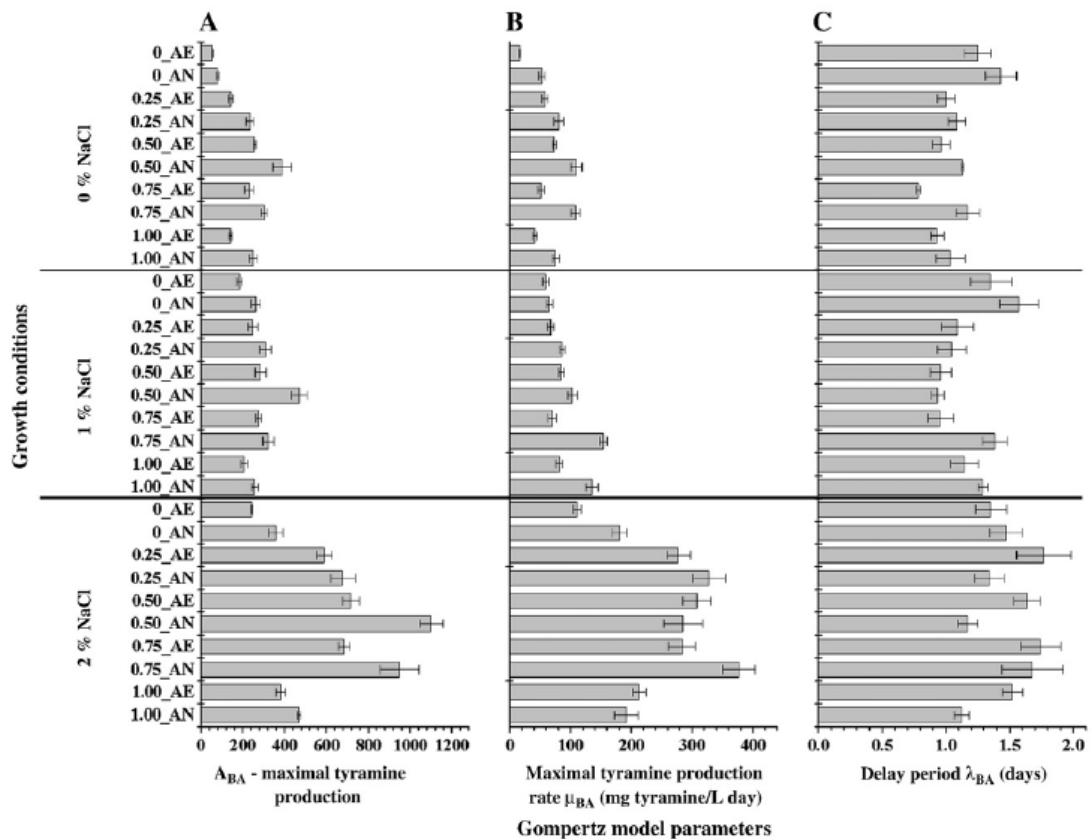 A B C
0_AE
0_AN
0.25_AE
0.25_AN
0.50_AE
0.50_AN
0.75_AE
0.75_AN
1.00_AE
1.00_AN
0 % NaCl
0_AE
0_AN
0.25_AE
0.25_AN
0.50_AE
0.50_AN
0.75_AE
0.75_AN
1.00_AE
1.00_AN
1 % NaCl
0_AE
0_AN
0.25_AE
0.25_AN
0.50_AE
0.50_AN
0.75_AE
0.75_AN
1.00_AE
1.00_AN
2 % NaCl
Growth conditions
0 200 400 600 800 1000 1200
0 100 200 300 400
0.0 0.5 1.0 1.5 2.0
A_BA - maximal tyramine
production
Maximal tyramine production
rate μ_BA (mg tyramine/L day)
Delay period λ_BA (days)
Gompertz model parameters